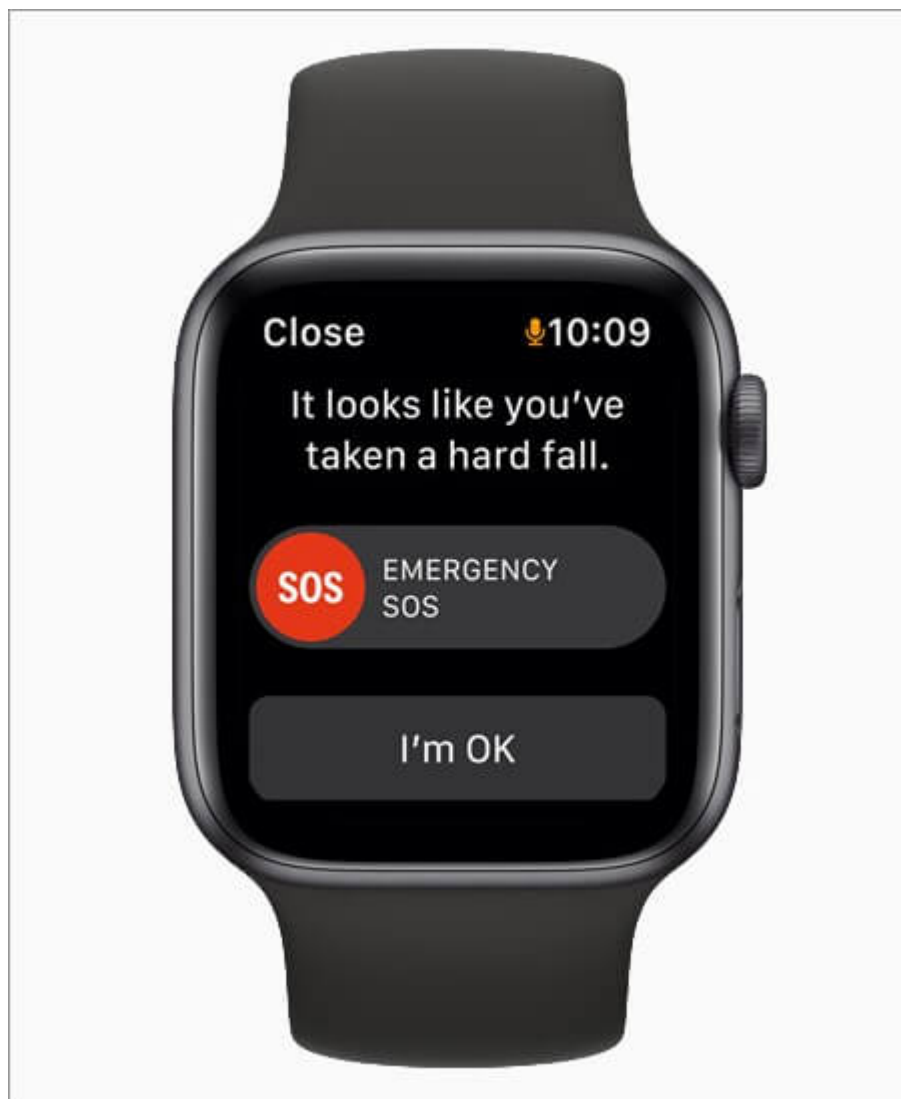 Close 10:09
It looks like you’ve
taken a hard fall.
SOS EMERGENCY
SOS
I’m OK